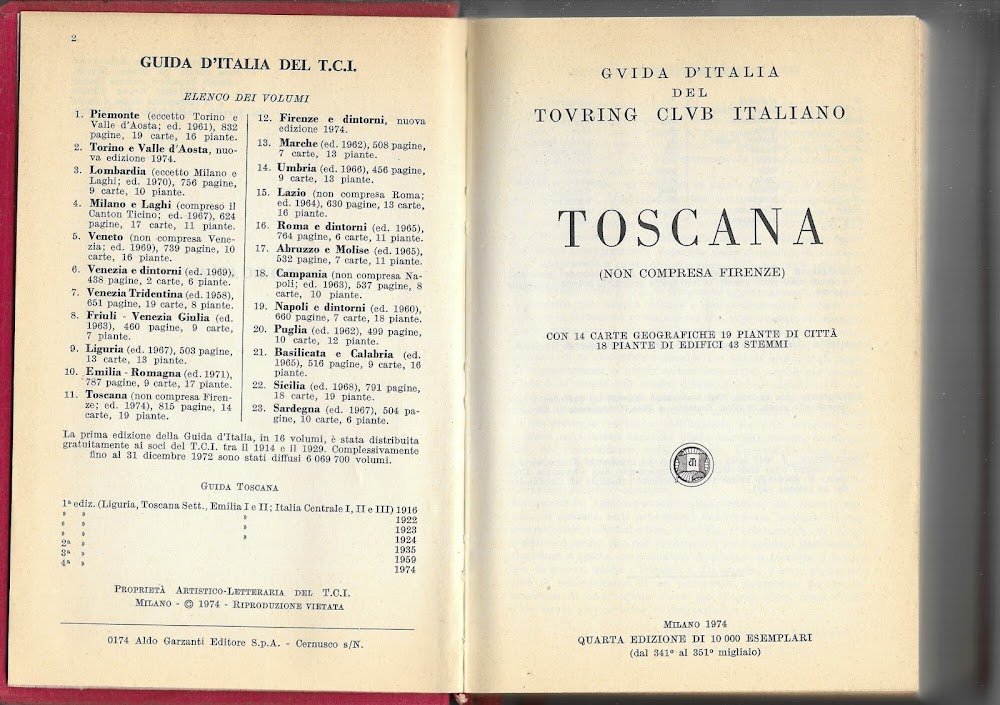 2
GUIDA D'ITALIA DEL T.C.I.
ELENCO DEI VOLUMI
1. Piemonte (eccetto Torino e
Valle d'Aosta; ed. 1961), 832
pagine, 19 carte, 16 piante.
2. Torino e Valle d'Aosta, nuo-
va edizione 1974.
3. Lombardia (eccetto Milano e
Laghi; ed. 1970), 756 pagine,
9 carte, 10 piante.
4. Milano e Laghi (compreso il
Canton Ticino; ed. 1967), 624
pagine, 17 carte, 11 piante.
5. Veneto (non compresa Vene-
zia; ed. 1969), 739 pagine, 10
carte, 16 piante.
6. Venezia e dintorni (ed. 1969),
438 pagine, 2 carte, 6 piante.
7. Venezia Tridentina (ed. 1958),
651 pagine, 19 carte, 8 piante.
8. Friuli - Venezia Giulia (ed.
1963), 460 pagine, 9 carte,
7 piante.
9. Liguria (ed. 1967), 503 pagine,
13 carte, 13 piante.
10. Emilia - Romagna (ed. 1971),
787 pagine, 9 carte, 17 piante.
11. Toscana (non compresa Firen-
ze; ed. 1974), 815 pagine, 14
carte, 19 piante.
12. Firenze e dintorni, nuova
edizione 1974.
13. Marche (ed. 1962), 508 pagine,
7 carte, 13 piante.
14. Umbria (ed. 1966), 456 pagine,
9 carte, 13 piante.
15. Lazio (non compresa Roma;
ed. 1964), 630 pagine, 13 carte,
16 piante.
16. Roma e dintorni (ed. 1965),
764 pagine, 6 carte, 11 piante.
17. Abruzzo e Molise (ed. 1965),
532 pagine, 7 carte, 11 piante.
18. Campania (non compresa Na-
poli; ed. 1963), 537 pagine, 8
carte, 10 piante.
19. Napoli e dintorni (ed. 1960),
660 pagine, 7 carte, 18 piante.
20. Puglia (ed. 1962), 499 pagine,
10 carte, 12 piante.
21. Basilicata e Calabria (ed.
1965), 516 pagine, 9 carte, 16
piante.
22. Sicilia (ed. 1968), 791 pagine,
18 carte, 19 piante.
23. Sardegna (ed. 1967), 504 pa-
gine, 10 carte, 6 piante.
La prima edizione della Guida d'Italia, in 16 volumi, è stata distribuita
gratuitamente ai soci del T.C.I. tra il 1914 e il 1929. Complessivamente
fino al 31 dicembre 1972 sono stati diffusi 6 069 700 volumi.
GUIDA TOSCANA
1ª ediz. (Liguria, Toscana Sett., Emilia I e II; Italia Centrale I, II e III) 1916
» » » 1922
» » » 1923
» » » 1924
2ª » 1935
3ª » 1959
4ª » 1974
PROPRIETÀ ARTISTICO-LETTERARIA DEL T.C.I.
MILANO - © 1974 - RIPRODUZIONE VIETATA
0174 Aldo Garzanti Editore S.p.A. - Cernusco s/N.
GVIDA D'ITALIA
DEL
TOVRING CLVB ITALIANO
TOSCANA
(NON COMPRESA FIRENZE)
CON 14 CARTE GEOGRAFICHE 19 PIANTE DI CITTÀ
18 PIANTE DI EDIFICI 43 STEMMI
MILANO 1974
QUARTA EDIZIONE DI 10 000 ESEMPLARI
(dal 341° al 351° migliaio)